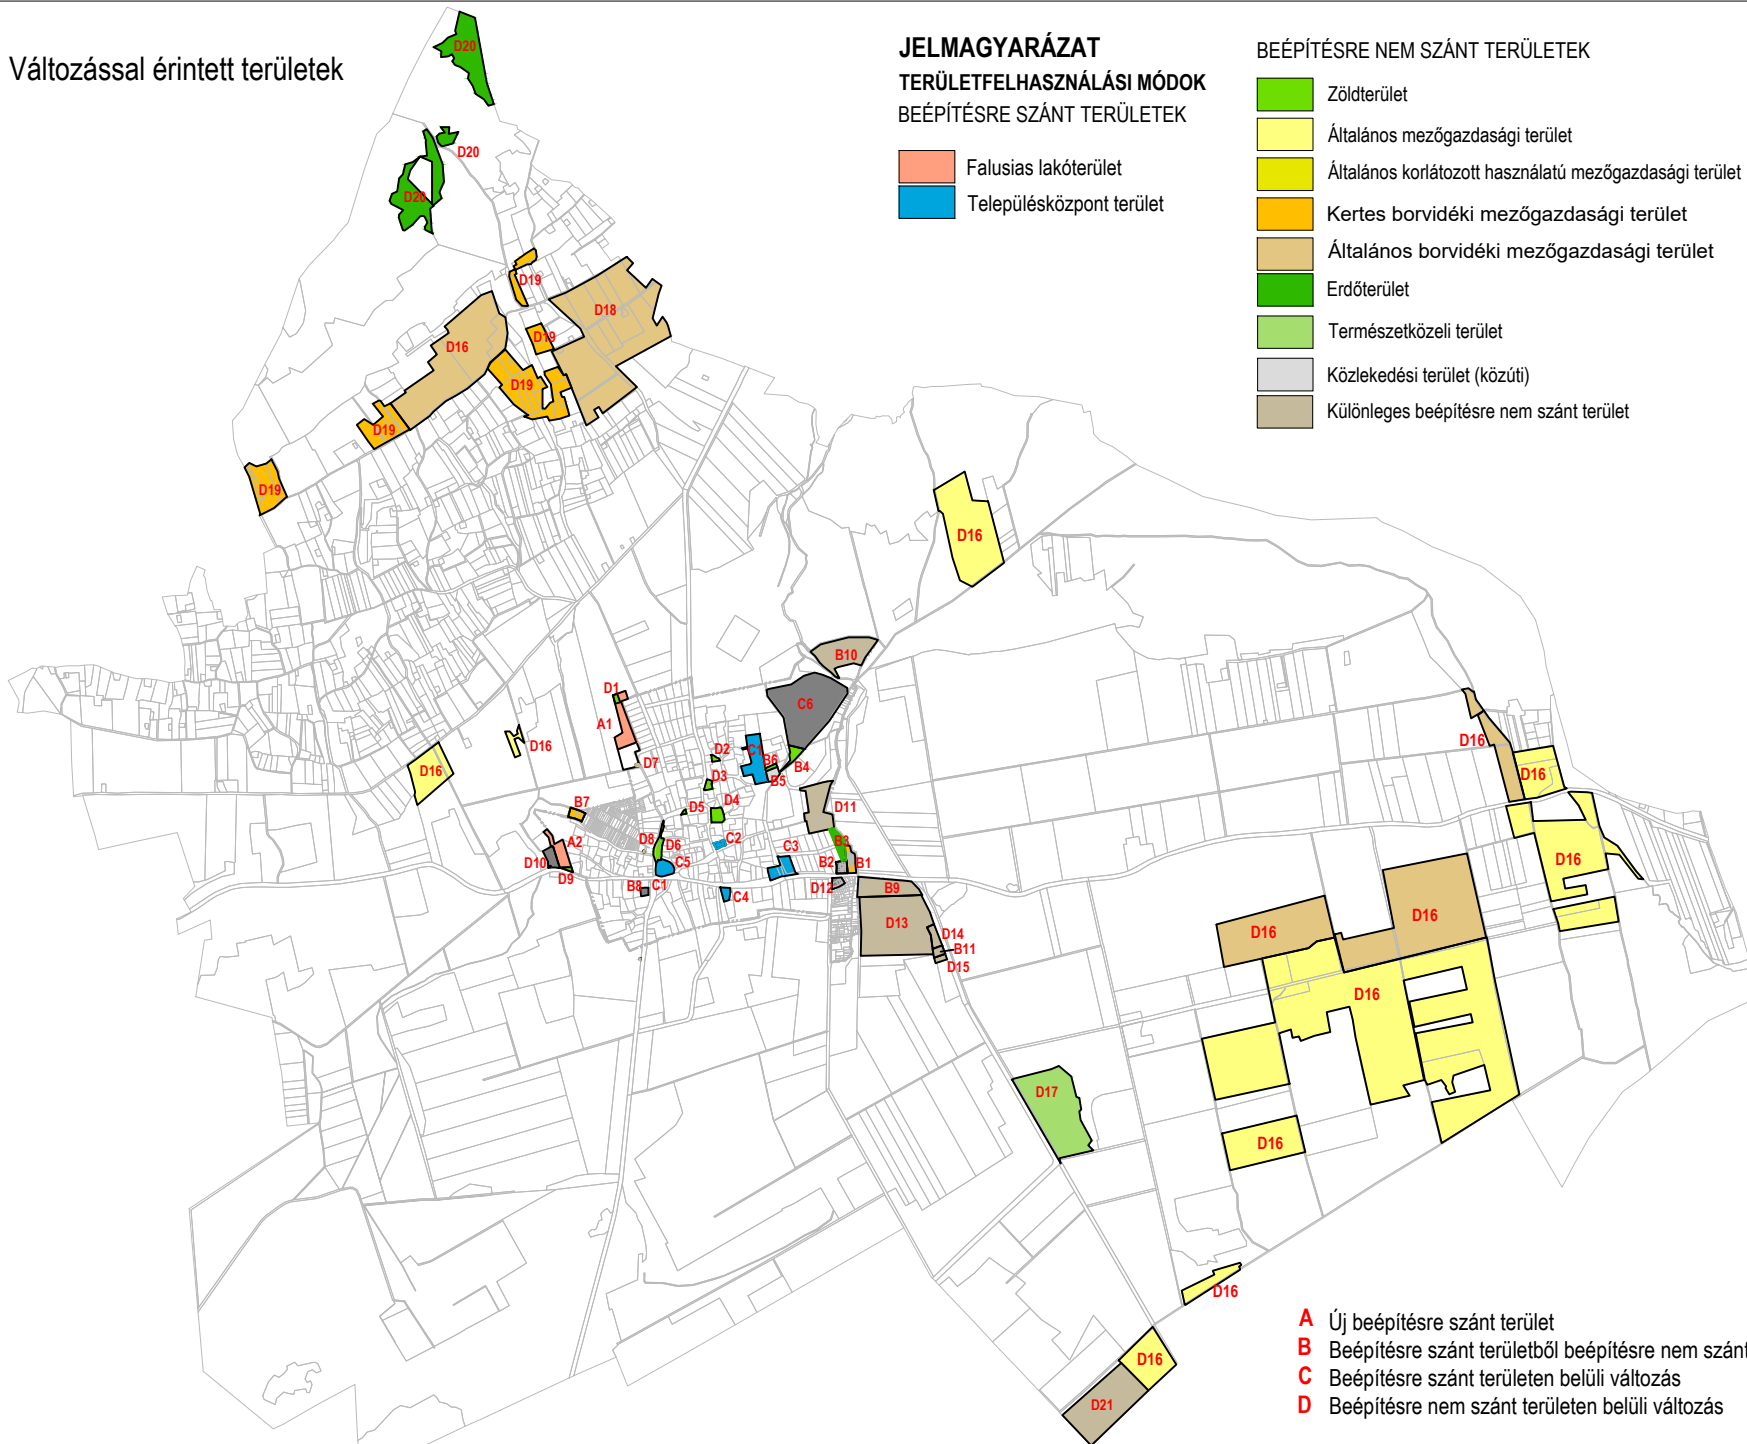 Változással érintett területek
JELMAGYARÁZAT
TERÜLETFELHASZNÁLÁSI MÓDOK
BEÉPÍTÉSRE SZÁNT TERÜLETEK
Falusias lakóterület
Településközpont terület
BEÉPÍTÉSRE NEM SZÁNT TERÜLETEK
Zöldterület
Általános mezőgazdasági terület
Általános korlátozott használatú mezőgazdasági terület
Kertes borvidéki mezőgazdasági terület
Általános borvidéki mezőgazdasági terület
Erdőterület
Természetközeli terület
Közlekedési terület (közúti)
Különleges beépítésre nem szánt terület
D20
D20
D20
D19
D18
D19
D16
D19
D19
D19
D16
B10
D1
C6
A1
D16
D16
D7
D2
C1
B6
B4
B5
D16
D16
D3
B7
D5
D4
D11
D8
D6
C2
B3
A2
D10
D9
C5
C3
B2
B1
D16
B8
C1
C4
D12
B9
D13
D14
B11
D15
D16
D16
D16
D17
D16
D16
D16
D21
A Új beépítésre szánt terület
B Beépítésre szánt területből beépítésre nem szánt
C Beépítésre szánt területen belüli változás
D Beépítésre nem szánt területen belüli változás